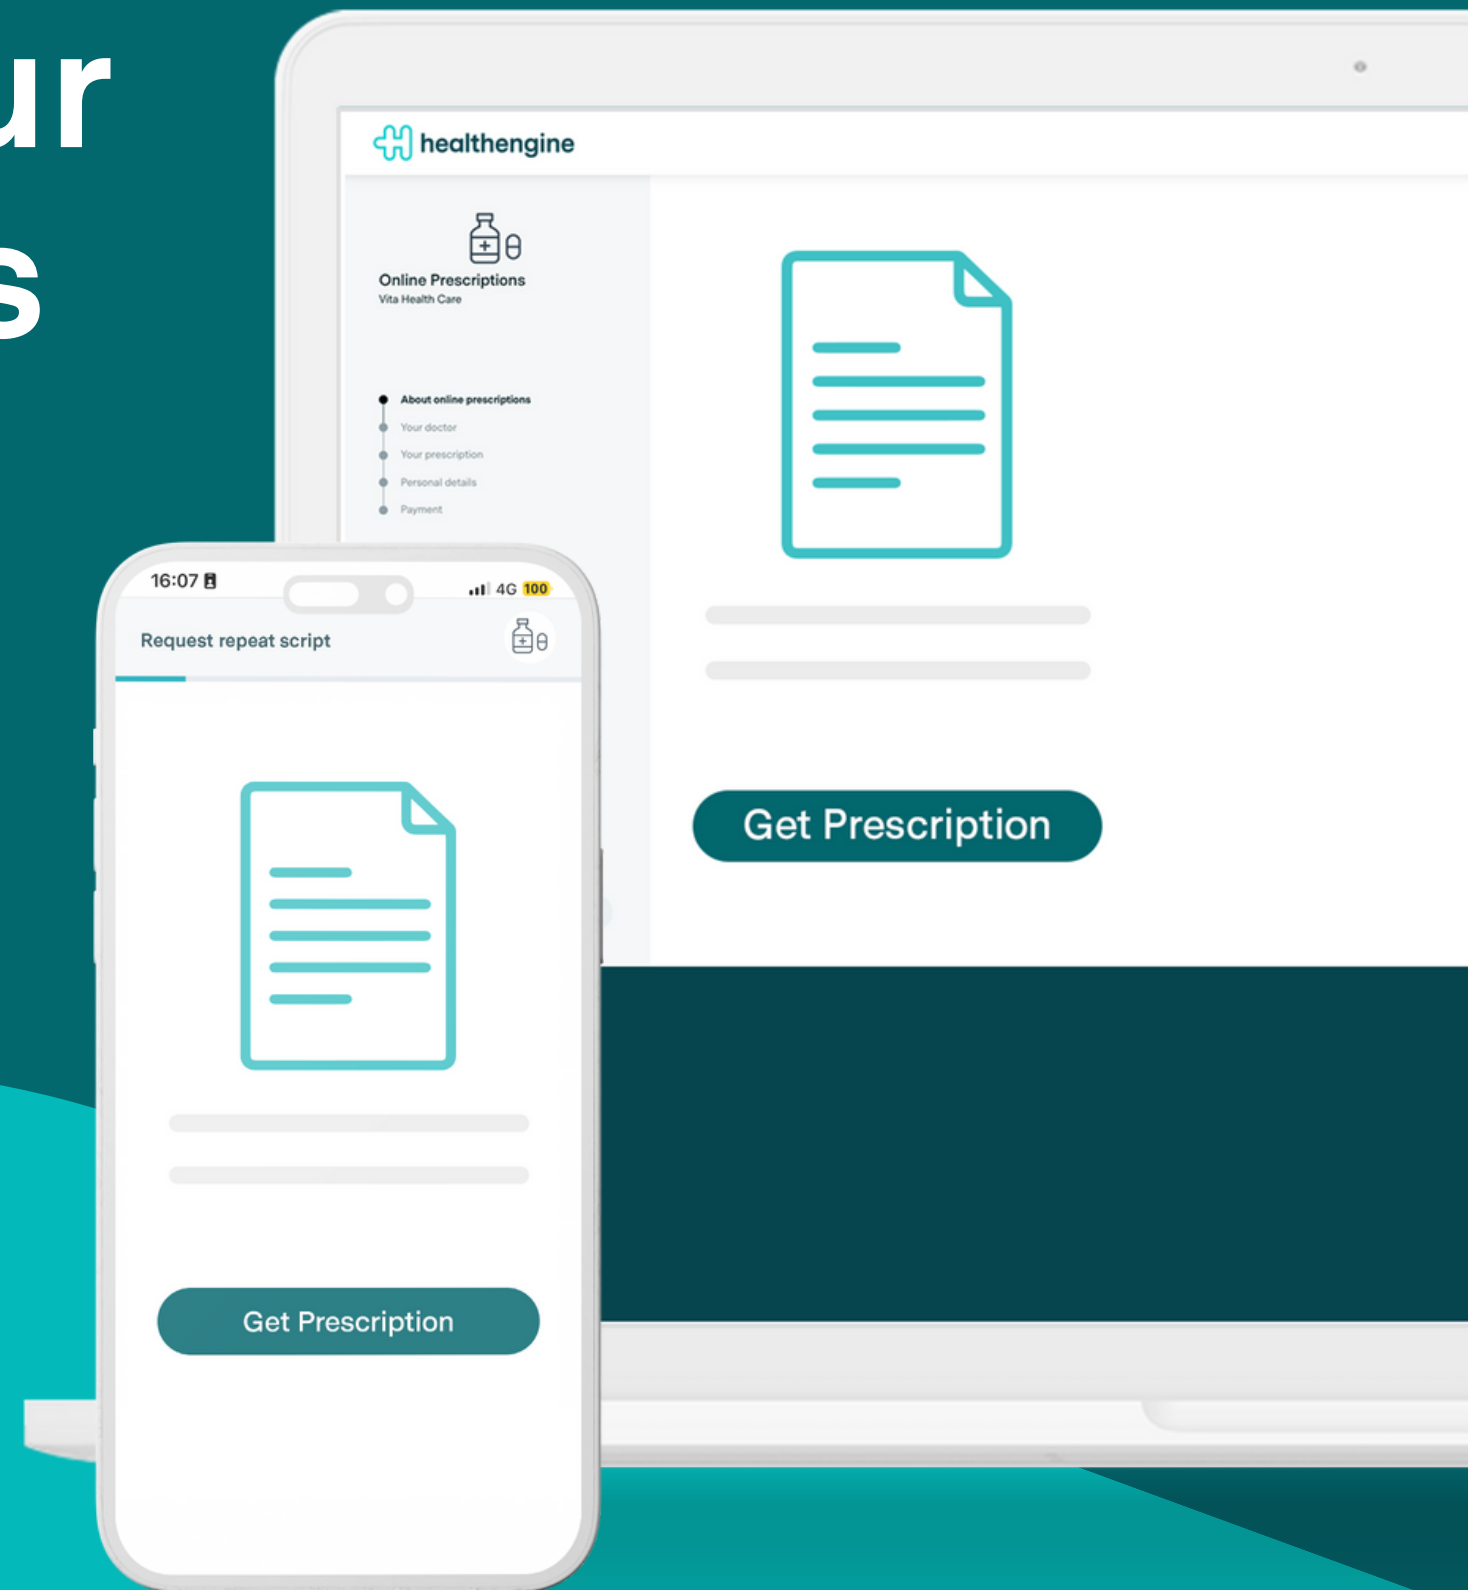 ur
s
healthengine
Online Prescriptions
Vita Health Care
About online prescriptions
Your doctor
Your prescription
Personal details
Payment
Get Prescription
16:07
4G 100
Request repeat script
Get Prescription